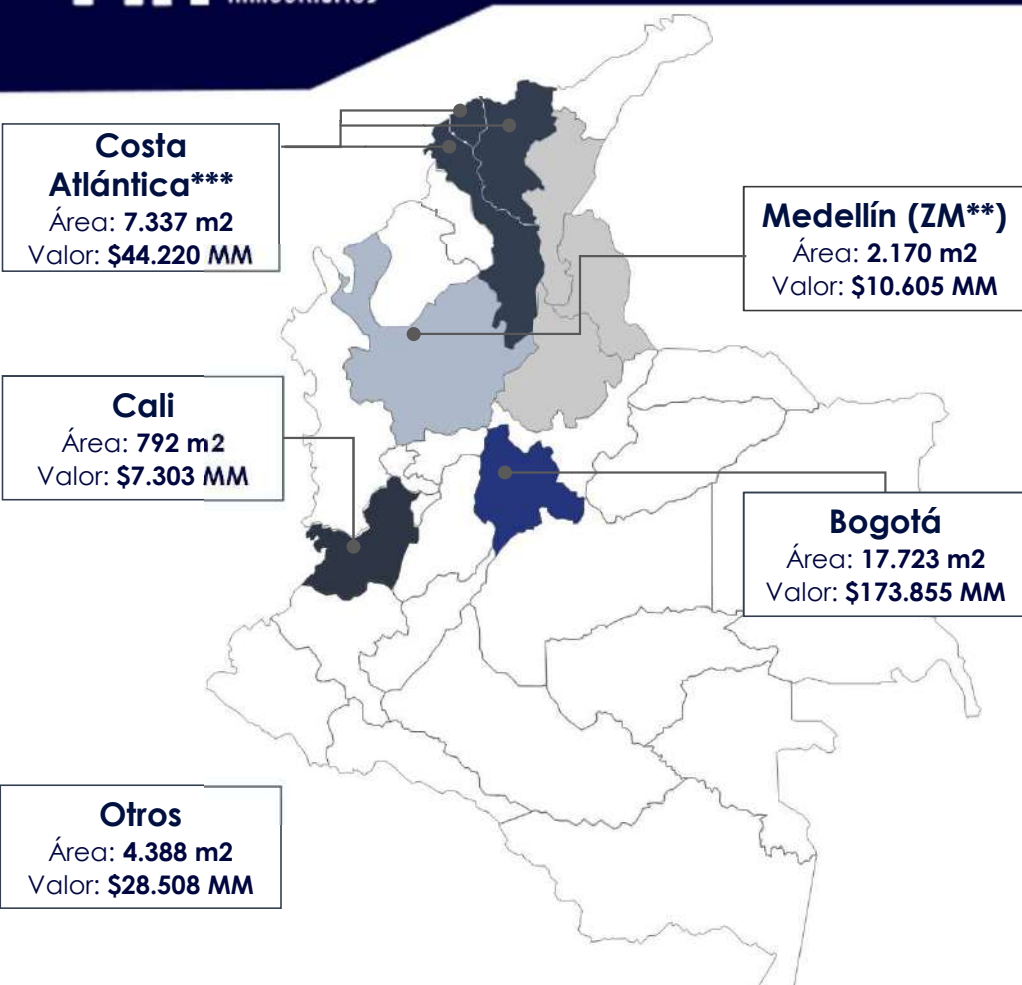 Costa
Atlántica***
Área: 7.337 m2
Valor: $44.220 MM
Medellín (ZM**)
Área: 2.170 m2
Valor: $10.605 MM
Cali
Área: 792 m2
Valor: $7.303 MM
Bogotá
Área: 17.723 m2
Valor: $173.855 MM
Otros
Área: 4.388 m2
Valor: $28.508 MM